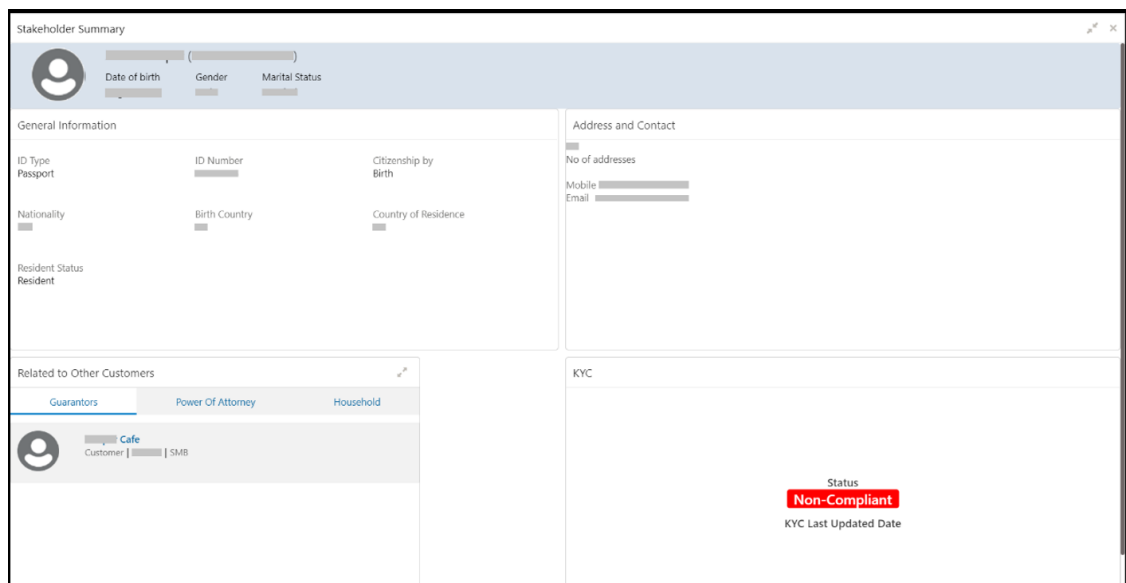 Stakeholder Summary
( )
Date of birth Gender Marital Status
General Information
ID Type ID Number Citizenship by
Passport Birth
Nationality Birth Country Country of Residence
Resident Status
Resident
Address and Contact
No of addresses
Mobile
Email
Related to Other Customers
Guarantors Power Of Attorney Household
Cafe
Customer | | SMB
KYC
Status
Non-Compliant
KYC Last Updated Date